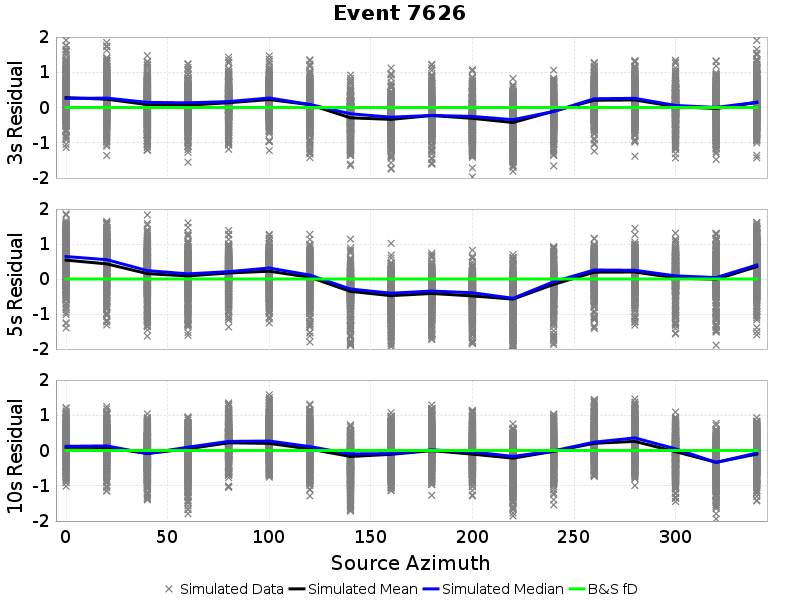 Event 7626
3s Residual
2
1
0
-1
-2
5s Residual
2
1
0
-1
-2
10s Residual
2
1
0
-1
-2
0 50 100 150 200 250 300
Source Azimuth
Simulated Data Simulated Mean Simulated Median B&S fD